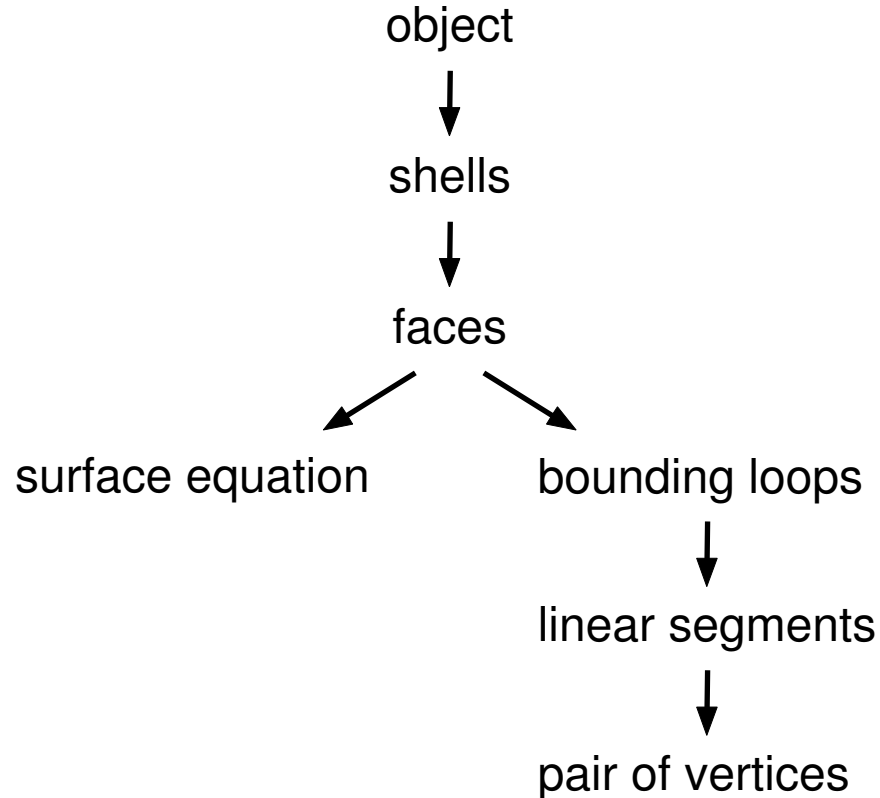 object
shells
faces
surface equation
bounding loops
linear segments
pair of vertices